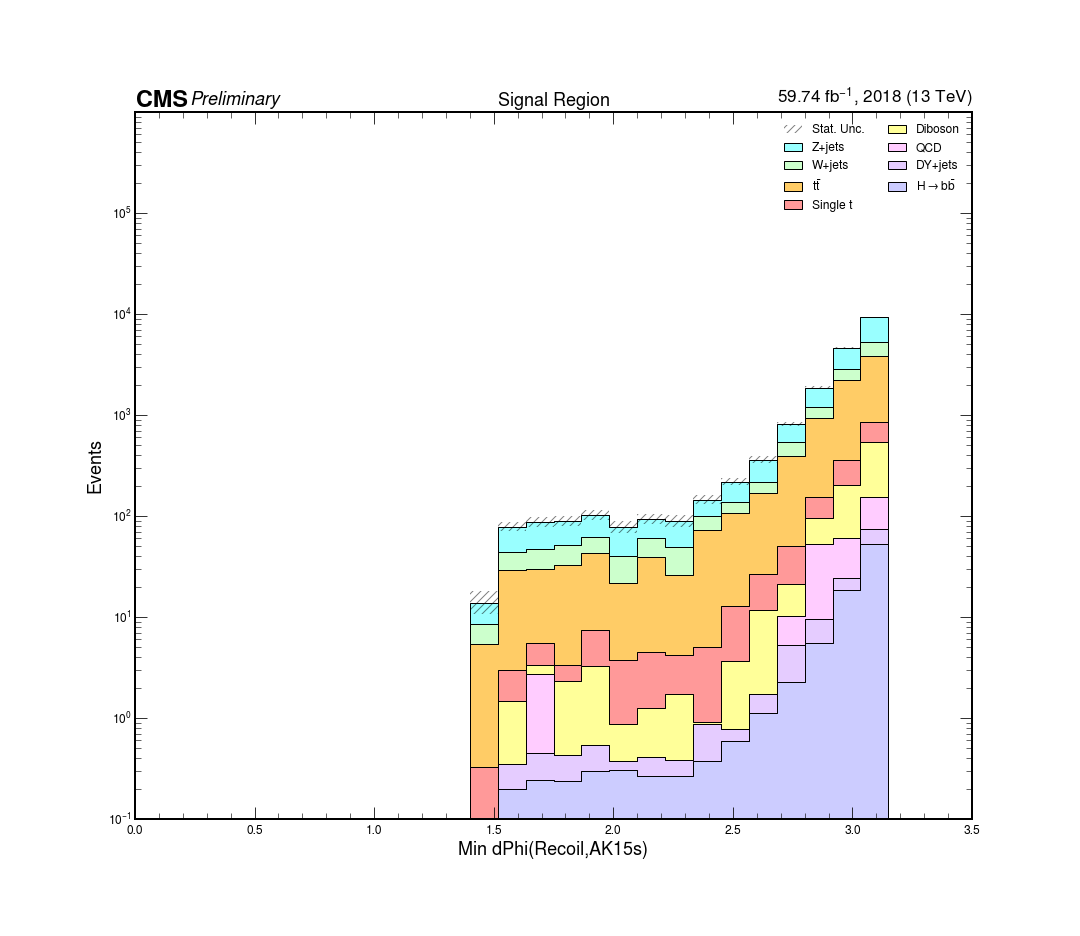 CMS Preliminary Signal Region 59.74 fb⁻¹, 2018 (13 TeV)
Stat. Unc. Diboson
Z+jets QCD
W+jets DY+jets
tt̄ H→bb̄
Single t
10⁵
10⁴
10³
10²
10¹
10⁰
10⁻¹
Events
0.0 0.5 1.0 1.5 2.0 2.5 3.0 3.5
Min dPhi(Recoil,AK15s)